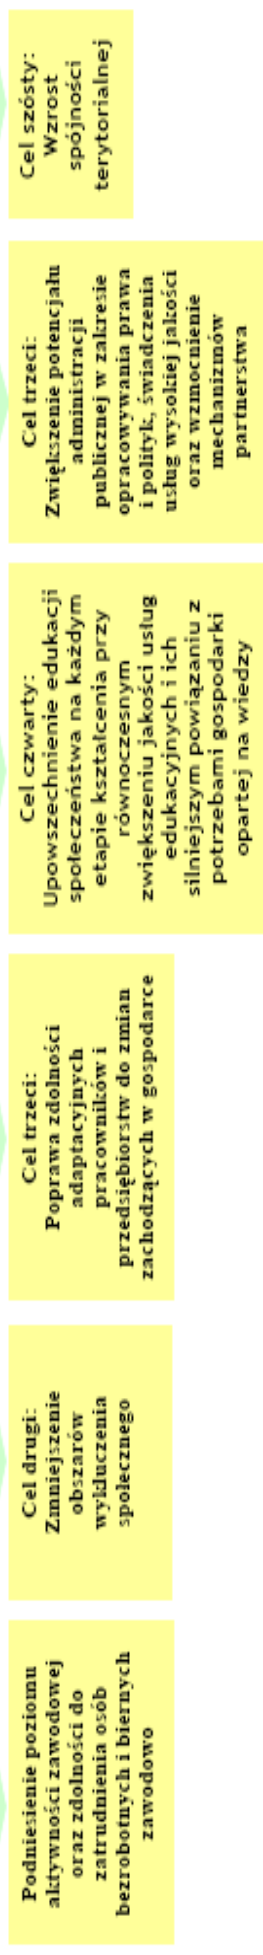 Podniesienie poziomu
aktywności zawodowej
oraz zdolności do
zatrudnienia osób
bezrobotnych i biernych
zawodowo
Cel drugi:
Zmniejszenie
obszarów
wykluczenia
społecznego
Cel trzeci:
Poprawa zdolności
adaptacyjnych
pracowników i
przedsiębiorstw do zmian
zachodzących w gospodarce
Cel czwarty:
Upowszechnienie edukacji
społeczeństwa na każdym
etapie kształcenia przy
równoczesnym
zwiększeniu jakości usług
edukacyjnych i ich
silniejszym powiązaniu z
potrzebami gospodarki
opartej na wiedzy
Cel trzeci:
Zwiększenie potencjału
administracji
publicznej w zakresie
opracowywania prawa
i polityk, świadczenia
usług wysokiej jakości
oraz wzmocnienie
mechanizmów
partnerstwa
Cel szósty:
Wzrost
spójności
terytorialnej